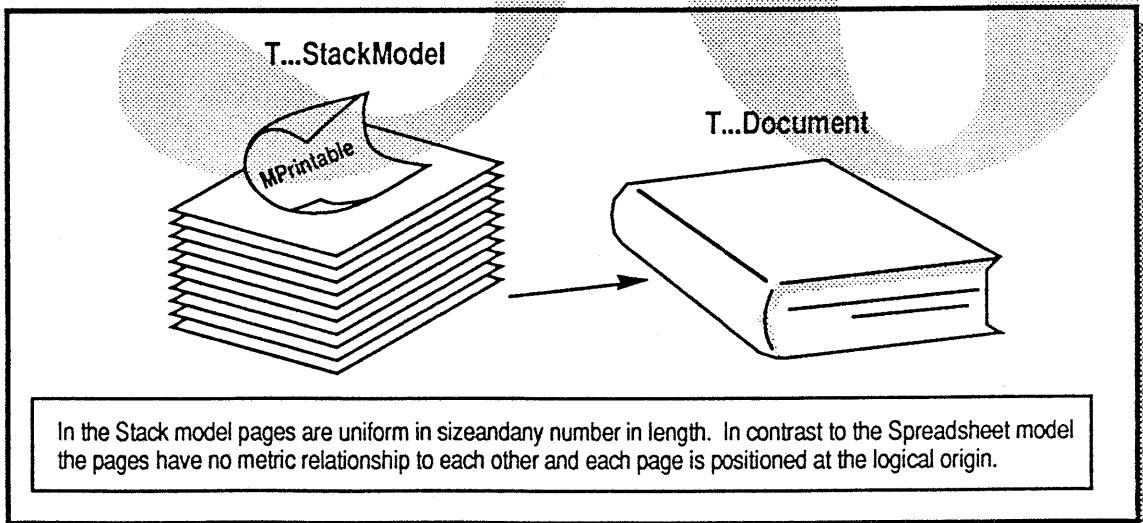 T...StackModel
T...Document
MPrintable
In the Stack model pages are uniform in sizeandany number in length. In contrast to the Spreadsheet model
the pages have no metric relationship to each other and each page is positioned at the logical origin.